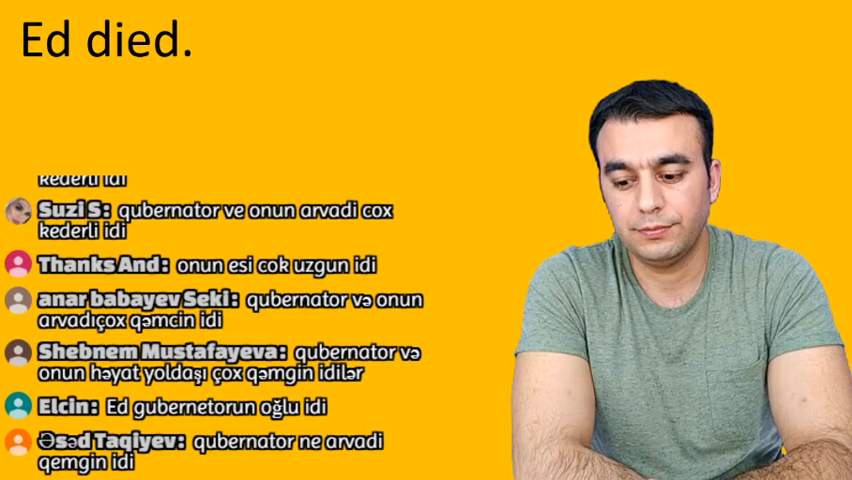 Ed died.
kederli idi
Suzi S: qubernator ve onun arvadi cox
kederli idi
Thanks And: onun esi cok uzgun idi
anar babayev Seki: qubernator və onun
arvadıçox qəmcin idi
Shebnem Mustafayeva: qubernator və
onun həyat yoldaşı çox qəmgin idilər
Elcin: Ed gubernetorun oğlu idi
Əsəd Taqiyev: qubernator ne arvadi
qemgin idi